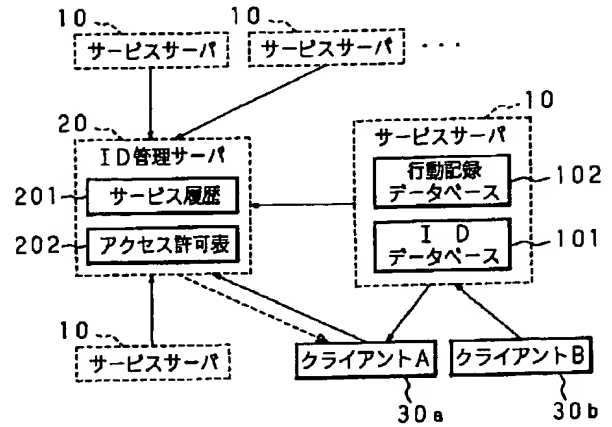 10
サービスサーバ
10
サービスサーバ
・・・
20
ID管理サーバ
201
サービス履歴
202
アクセス許可表
10
サービスサーバ
行動記録
データベース
102
ID
データベース
101
10
サービスサーバ
クライアントA
30a
クライアントB
30b